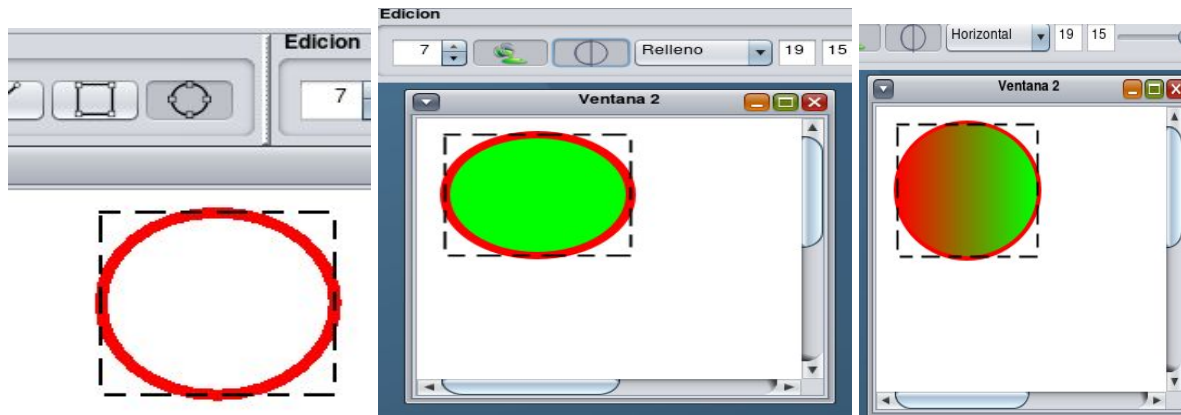 Edicion
7
Edicion
7 Relleno 19 15
Ventana 2
Horizontal 19 15
Ventana 2